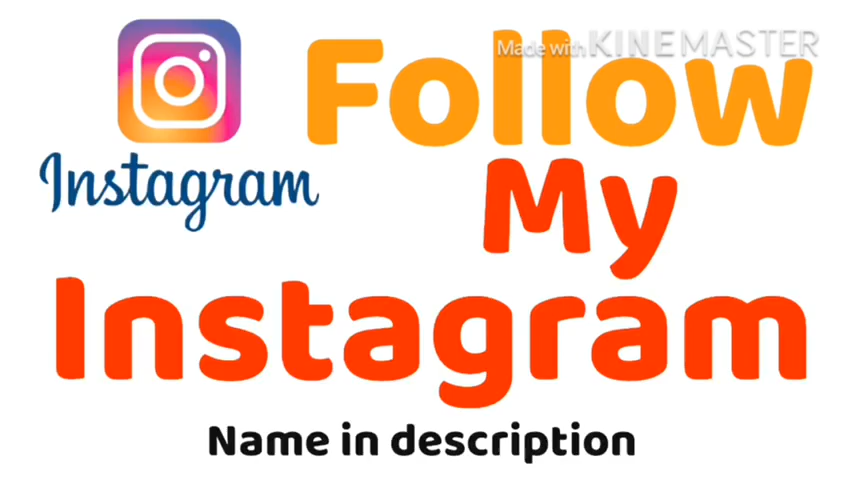 Made with KINEMASTER
Follow
Instagram
My
Instagram
Name in description